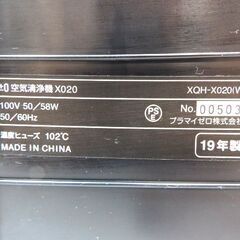 ±0 空気清浄機 X020 XQH-X020(W
100V 50/58W
50/60Hz
PS
E
No. 00503
プラマイゼロ株式会
温度ヒューズ 102℃
MADE IN CHINA
19年製